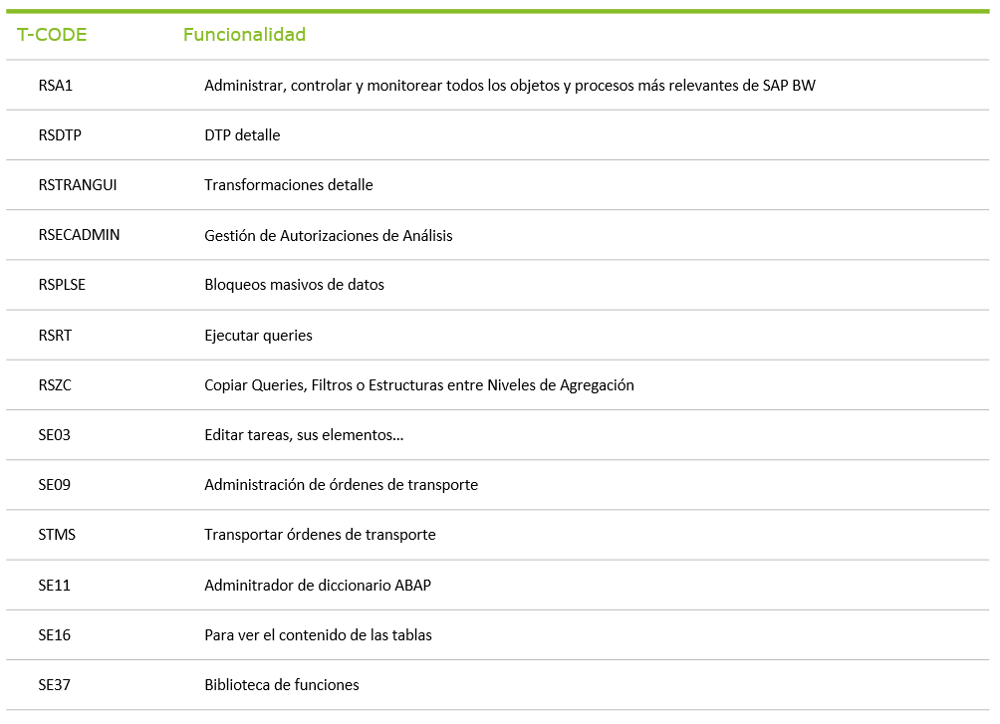 T-CODE Funcionalidad
RSA1 Administrar, controlar y monitorear todos los objetos y procesos más relevantes de SAP BW
RSDTP DTP detalle
RSTRANGUI Transformaciones detalle
RSECADMIN Gestión de Autorizaciones de Análisis
RSPLSE Bloqueos masivos de datos
RSRT Ejecutar queries
RSZC Copiar Queries, Filtros o Estructuras entre Niveles de Agregación
SE03 Editar tareas, sus elementos...
SE09 Administración de órdenes de transporte
STMS Transportar órdenes de transporte
SE11 Adminitrador de diccionario ABAP
SE16 Para ver el contenido de las tablas
SE37 Biblioteca de funciones